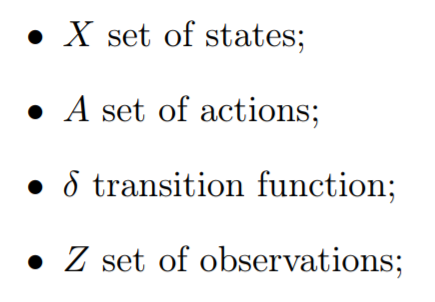 • X set of states;
• A set of actions;
• δ transition function;
• Z set of observations;